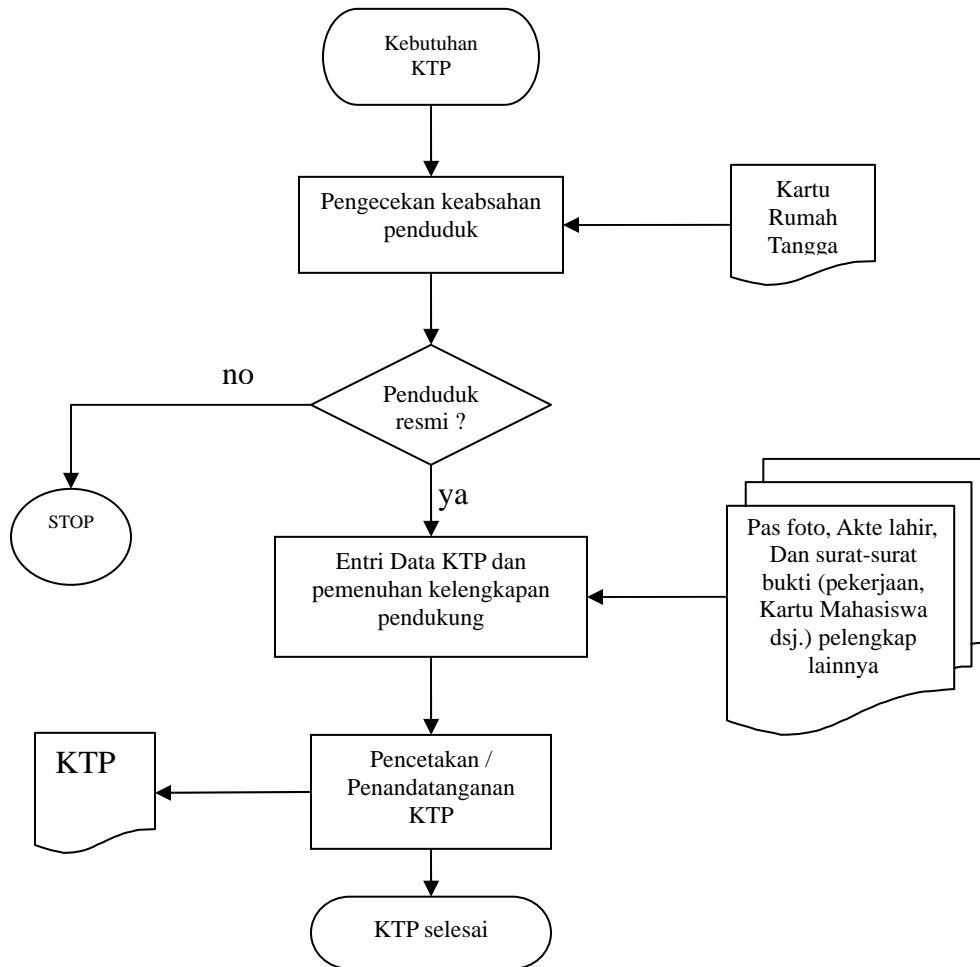 Kebutuhan
KTP
Pengecekan keabsahan
penduduk
Kartu
Rumah
Tangga
no
Penduduk
resmi ?
ya
STOP
Entri Data KTP dan
pemenuhan kelengkapan
pendukung
Pas foto, Akte lahir,
Dan surat-surat
bukti (pekerjaan,
Kartu Mahasiswa
dsj.) pelengkap
lainnya
KTP
Pencetakan /
Penandatanganan
KTP
KTP selesai